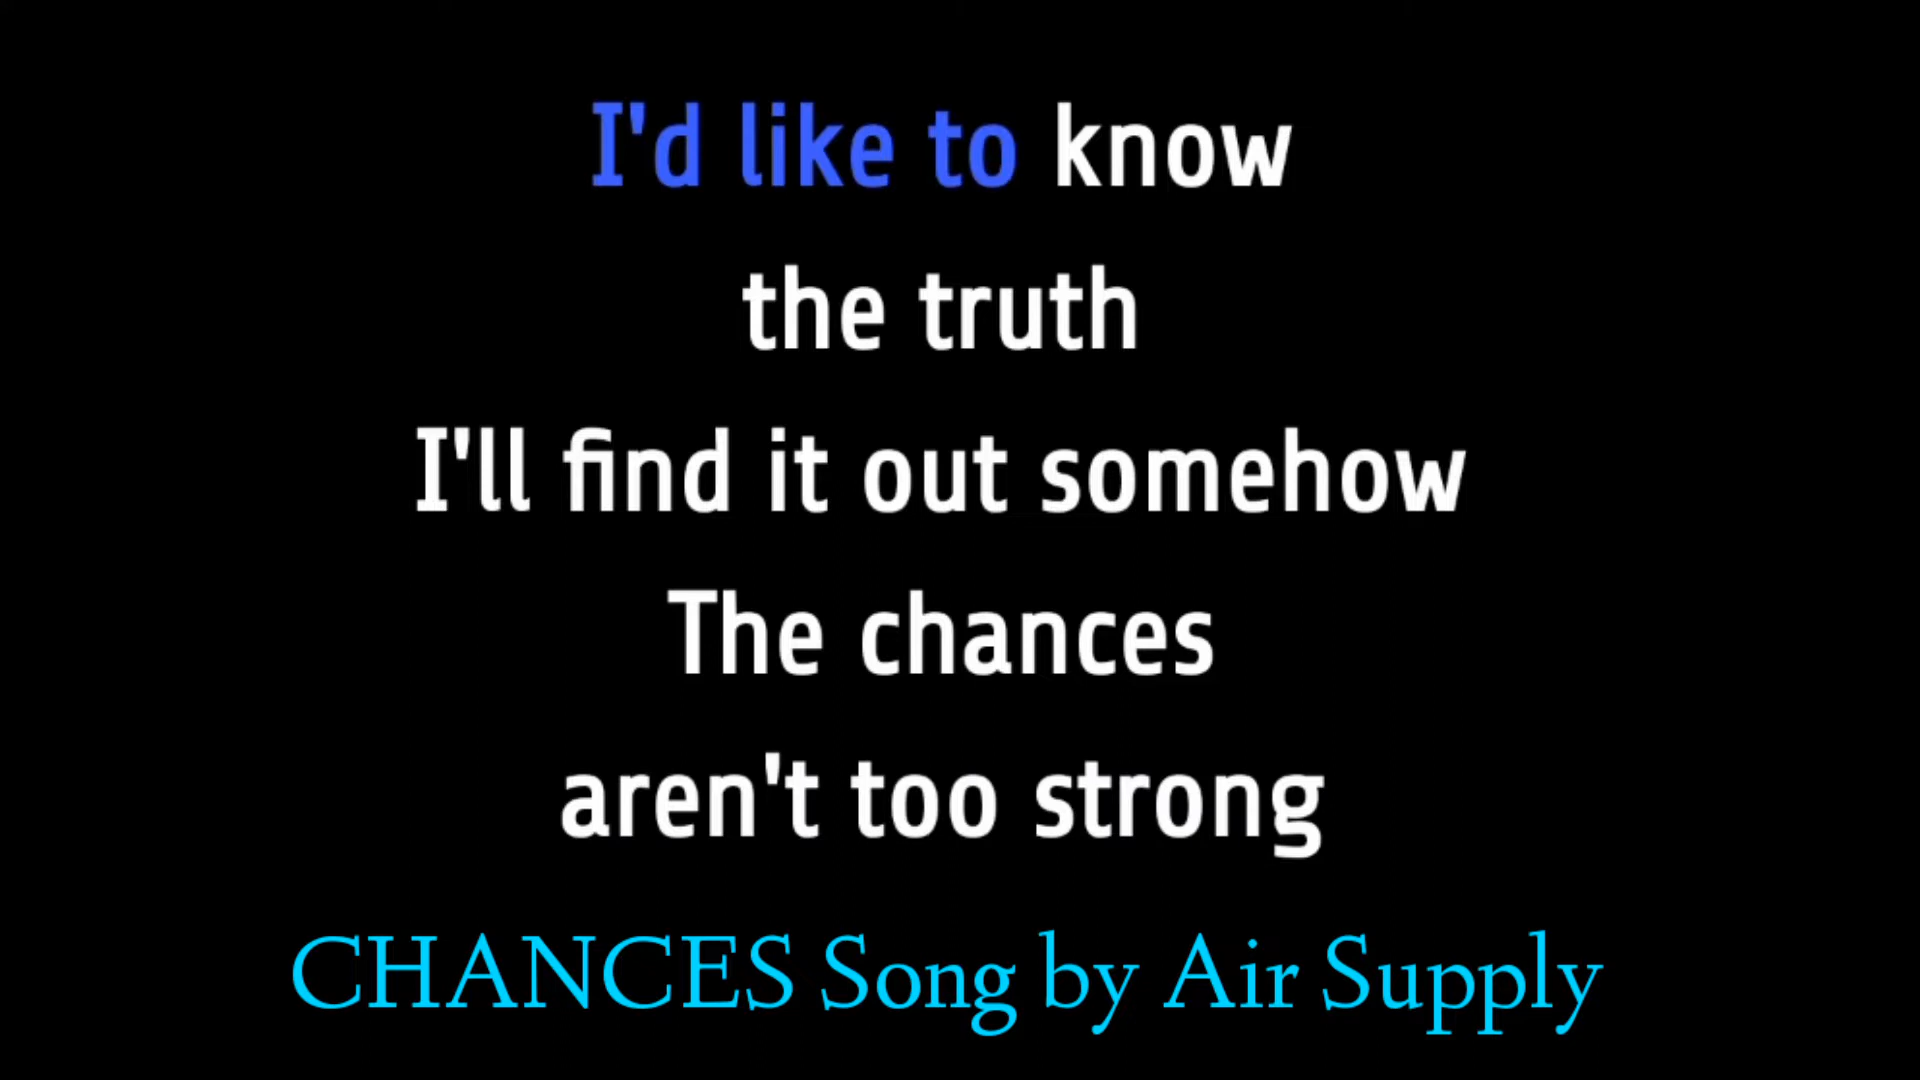 I'd like to know
the truth
I'll find it out somehow
The chances
aren't too strong
CHANCES Song by Air Supply